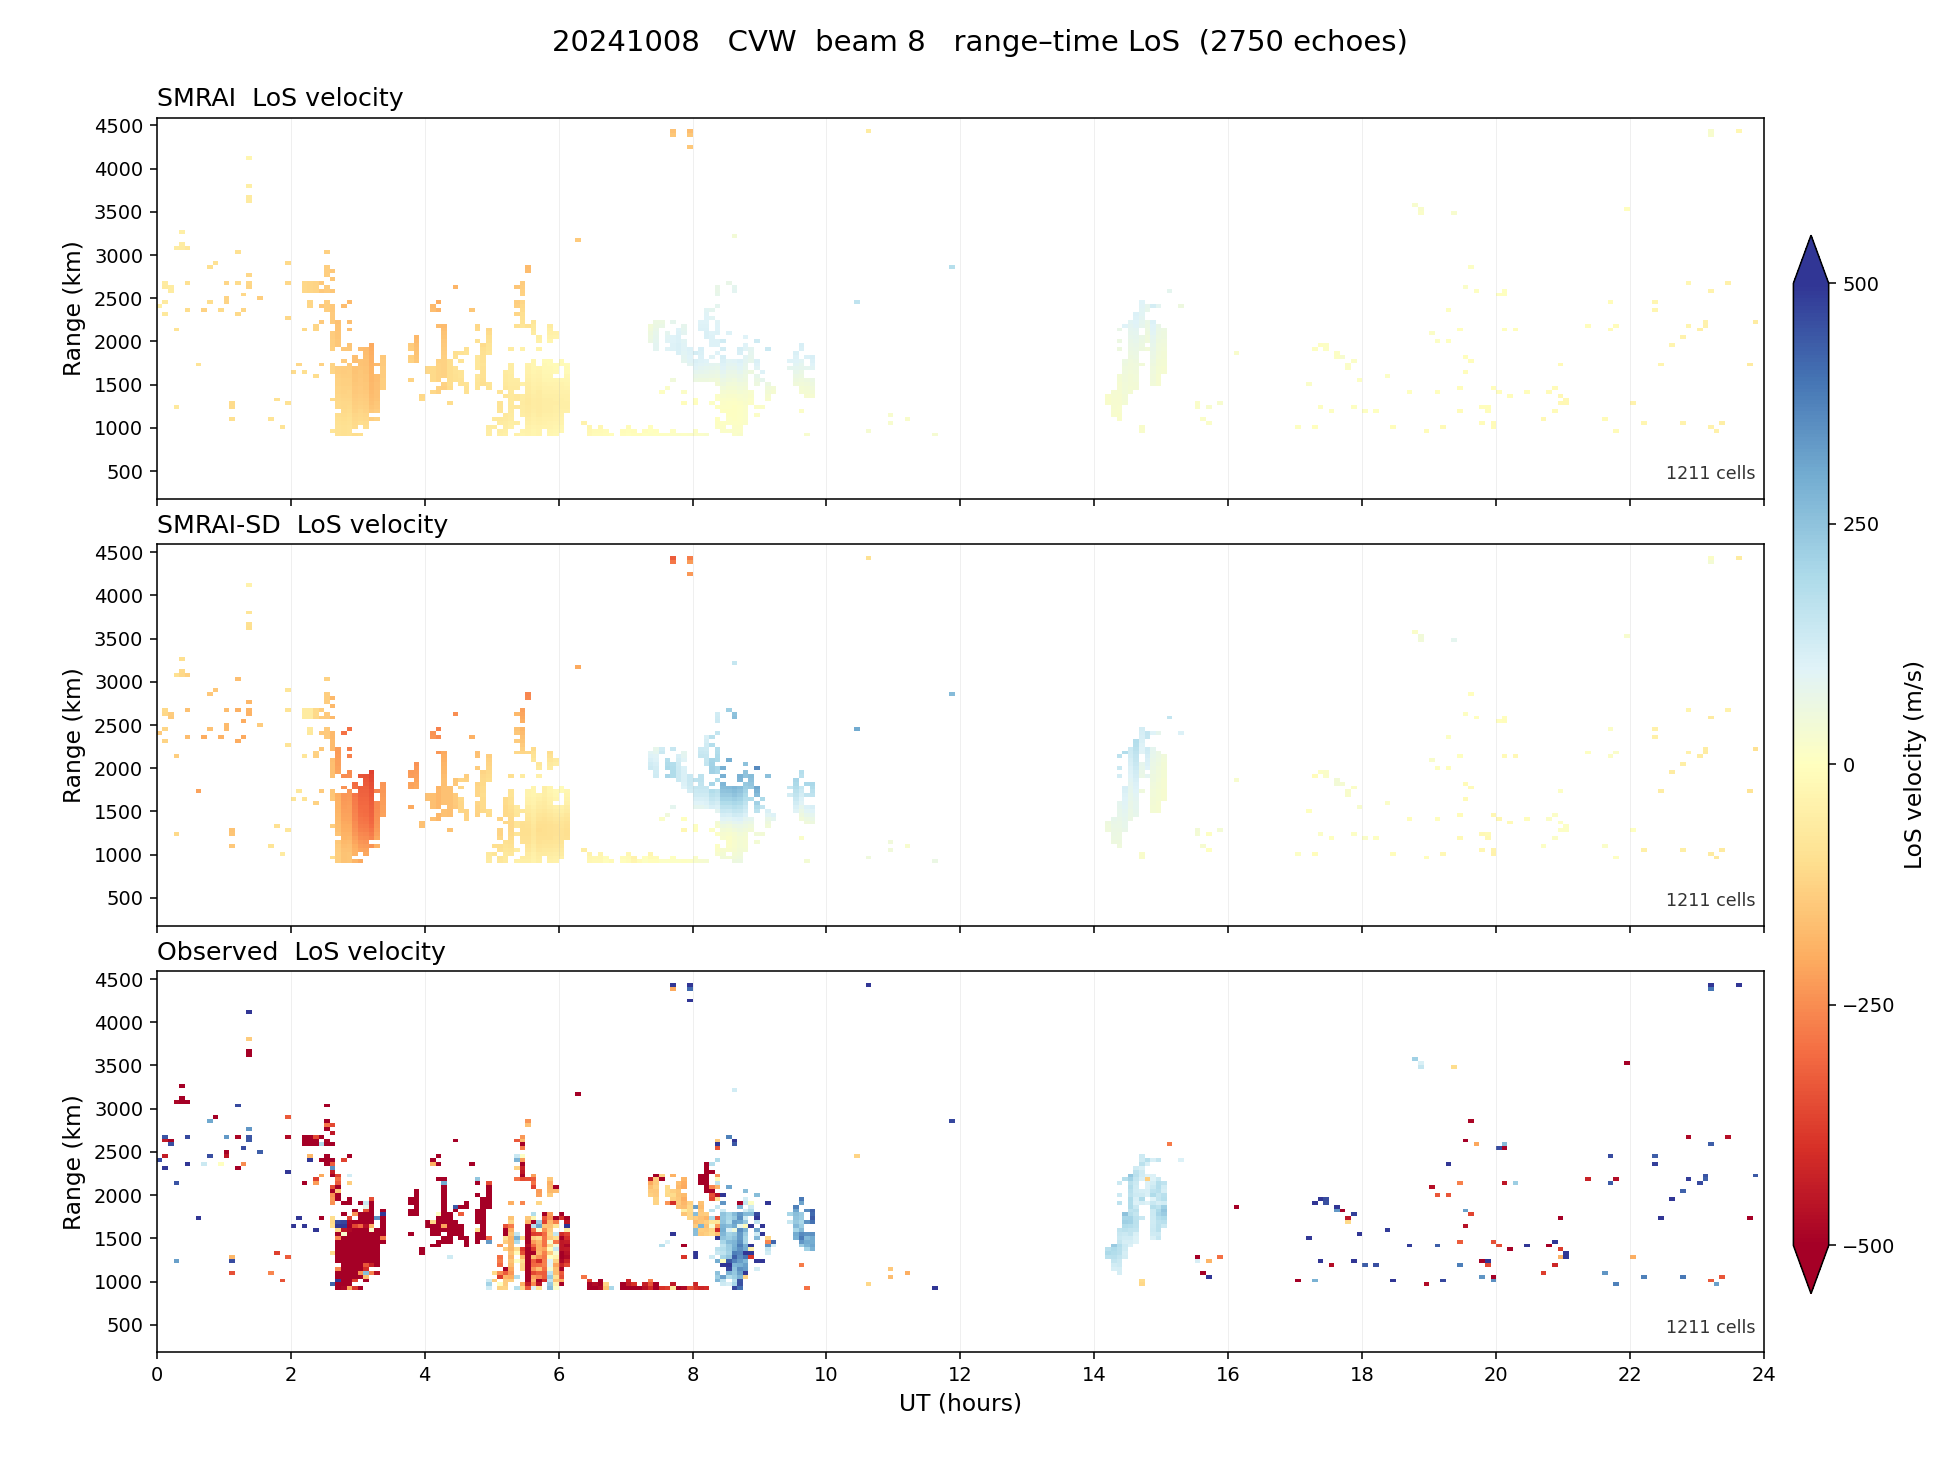 20241008   CVW  beam 8   range–time LoS  (2750 echoes)
SMRAI  LoS velocity
4500
4000
3500
3000
2500
2000
1500
1000
500
Range (km)
1211 cells
SMRAI-SD  LoS velocity
4500
4000
3500
3000
2500
2000
1500
1000
500
Range (km)
1211 cells
Observed  LoS velocity
4500
4000
3500
3000
2500
2000
1500
1000
500
Range (km)
1211 cells
0 2 4 6 8 10 12 14 16 18 20 22 24
UT (hours)
500
250
0
−250
−500
LoS velocity (m/s)